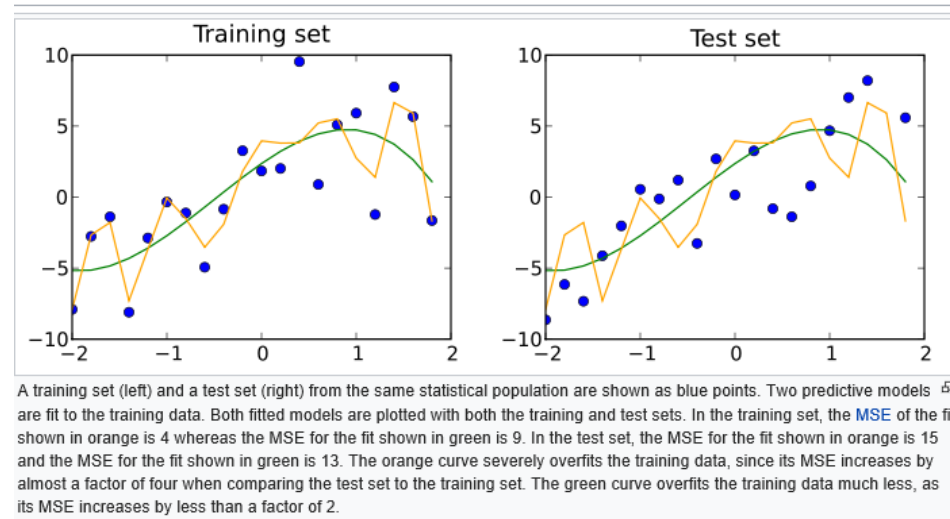 Training set
Test set
10
5
0
−5
−10
−2
−1
0
1
2
10
5
0
−5
−10
−2
−1
0
1
2
A training set (left) and a test set (right) from the same statistical population are shown as blue points. Two predictive models
are fit to the training data. Both fitted models are plotted with both the training and test sets. In the training set, the MSE of the fi
shown in orange is 4 whereas the MSE for the fit shown in green is 9. In the test set, the MSE for the fit shown in orange is 15
and the MSE for the fit shown in green is 13. The orange curve severely overfits the training data, since its MSE increases by
almost a factor of four when comparing the test set to the training set. The green curve overfits the training data much less, as
its MSE increases by less than a factor of 2.